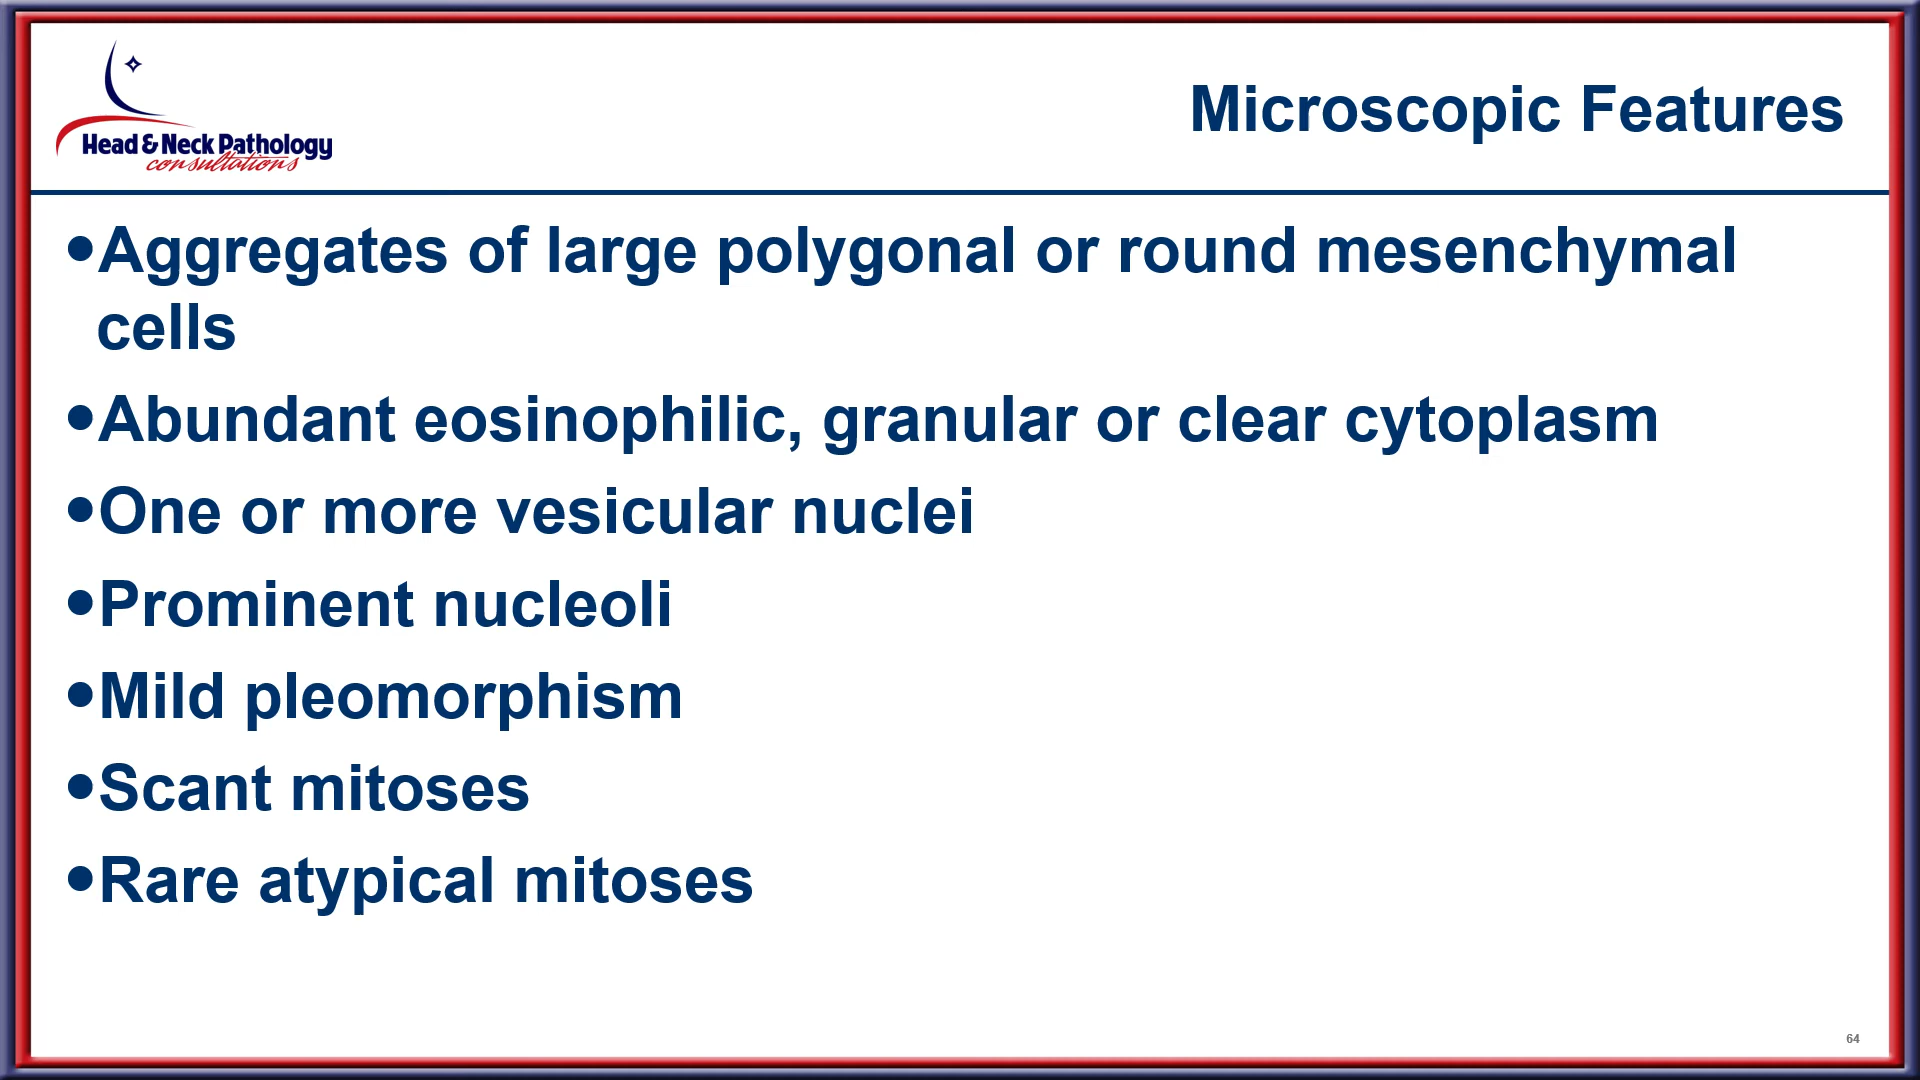 Head & Neck Pathology
consultations
Microscopic Features
•Aggregates of large polygonal or round mesenchymal
cells
•Abundant eosinophilic, granular or clear cytoplasm
•One or more vesicular nuclei
•Prominent nucleoli
•Mild pleomorphism
•Scant mitoses
•Rare atypical mitoses
64